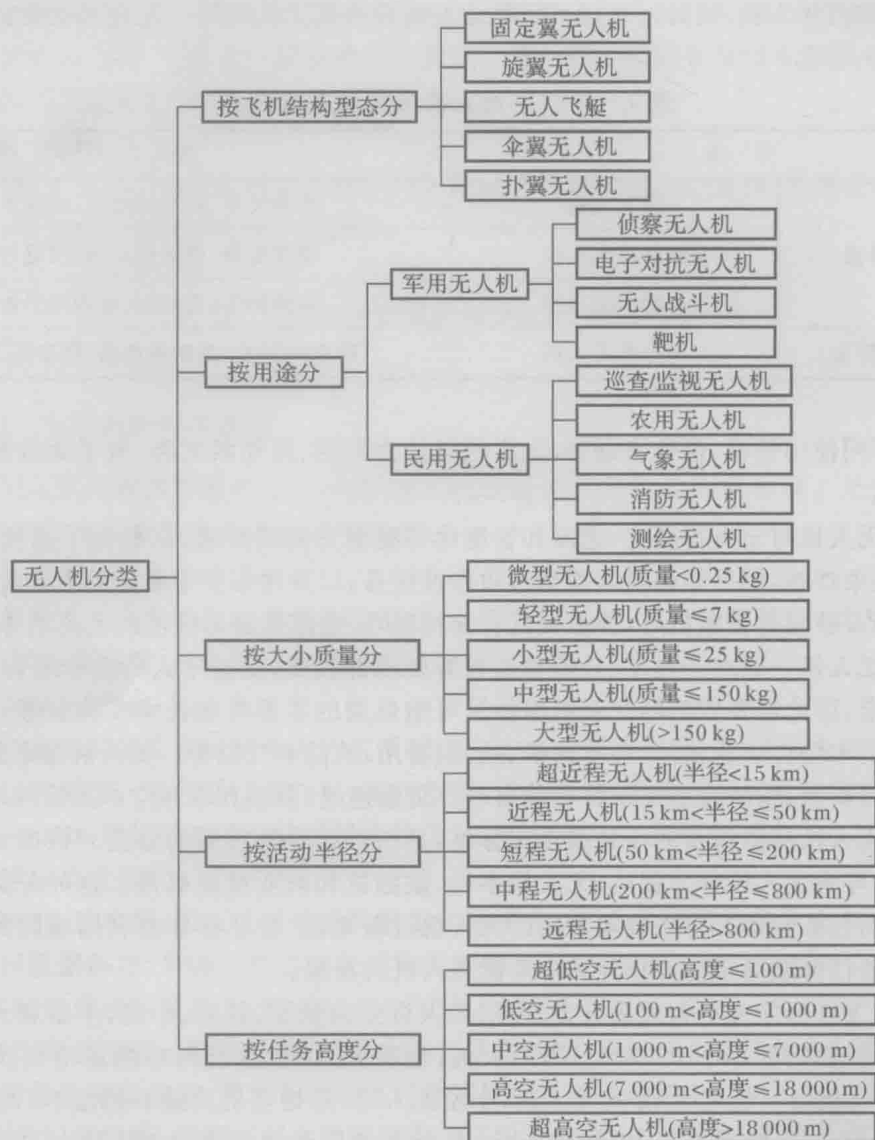 固定翼无人机
旋翼无人机
按飞机结构型态分
无人飞艇
伞翼无人机
扑翼无人机
侦察无人机
电子对抗无人机
军用无人机
无人战斗机
靶机
按用途分
巡查/监视无人机
农用无人机
民用无人机
气象无人机
消防无人机
测绘无人机
无人机分类
微型无人机(质量<0.25 kg)
轻型无人机(质量≤7 kg)
按大小质量分
小型无人机(质量≤25 kg)
中型无人机(质量≤150 kg)
大型无人机(>150 kg)
超近程无人机(半径<15 km)
近程无人机(15 km<半径≤50 km)
按活动半径分
短程无人机(50 km<半径≤200 km)
中程无人机(200 km<半径≤800 km)
远程无人机(半径>800 km)
超低空无人机(高度≤100 m)
低空无人机(100 m<高度≤1 000 m)
按任务高度分
中空无人机(1 000 m<高度≤7 000 m)
高空无人机(7 000 m<高度≤18 000 m)
超高空无人机(高度>18 000 m)